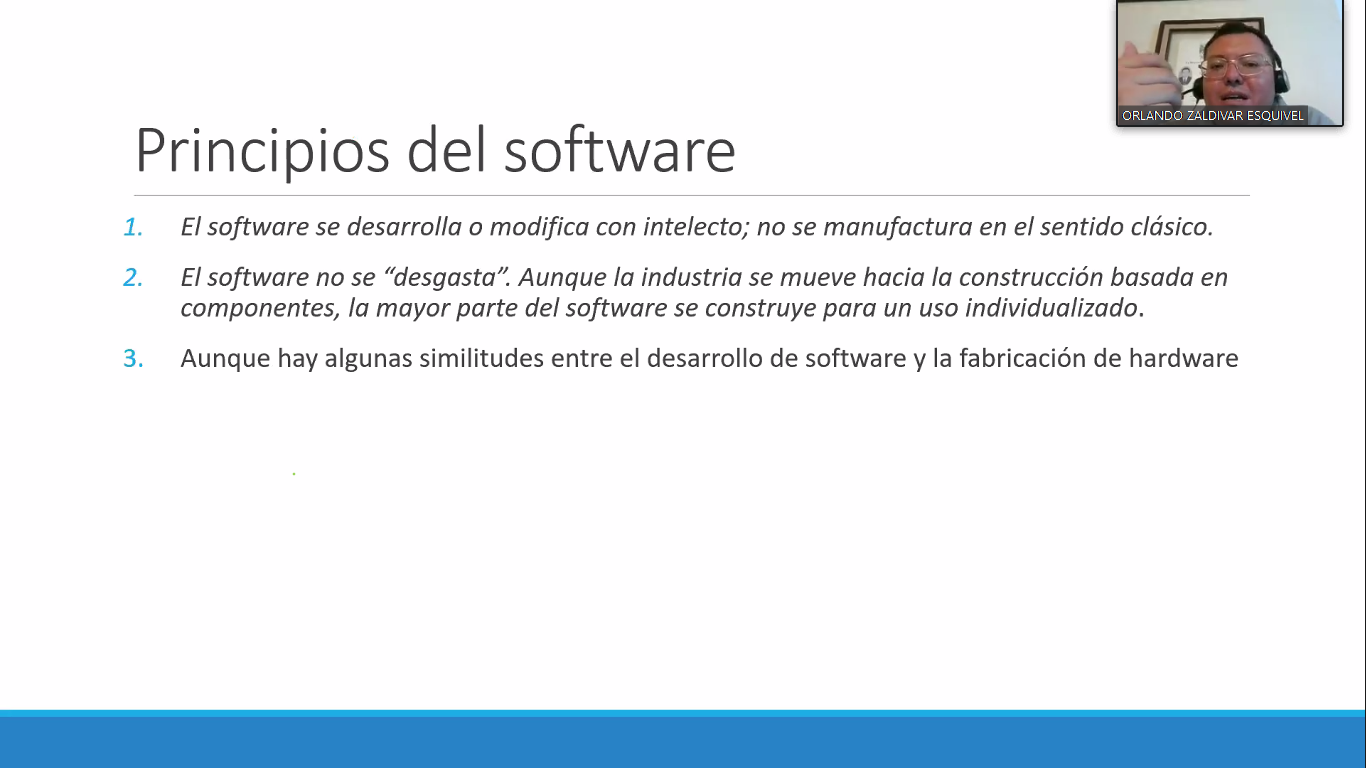 ORLANDO ZALDIVAR ESQUIVEL
Principios del software
1. El software se desarrolla o modifica con intelecto; no se manufactura en el sentido clásico.
2. El software no se “desgasta”. Aunque la industria se mueve hacia la construcción basada en
componentes, la mayor parte del software se construye para un uso individualizado.
3. Aunque hay algunas similitudes entre el desarrollo de software y la fabricación de hardware